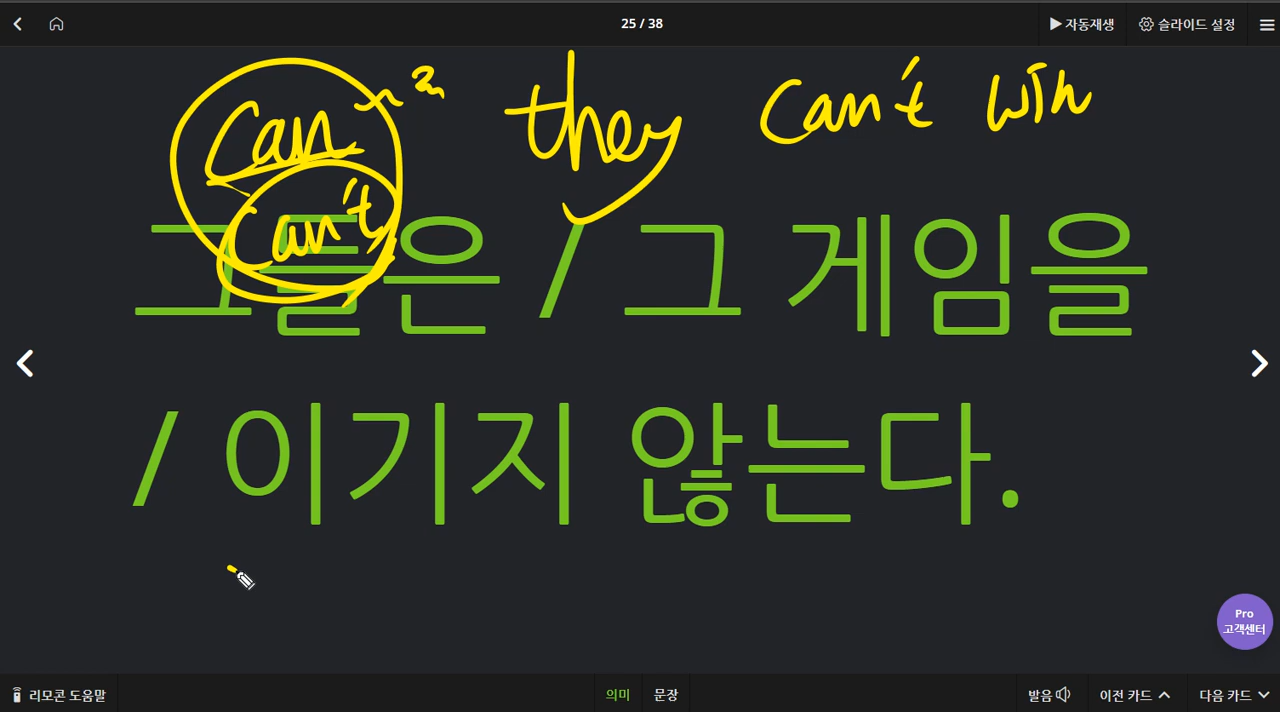 25 / 38
자동재생
슬라이드 설정
can ~ 2
they can't win
can't
그들은 / 그 게임을
/ 이기지 않는다.
Pro
고객센터
리모콘 도움말
의미
문장
발음
이전 카드
다음 카드